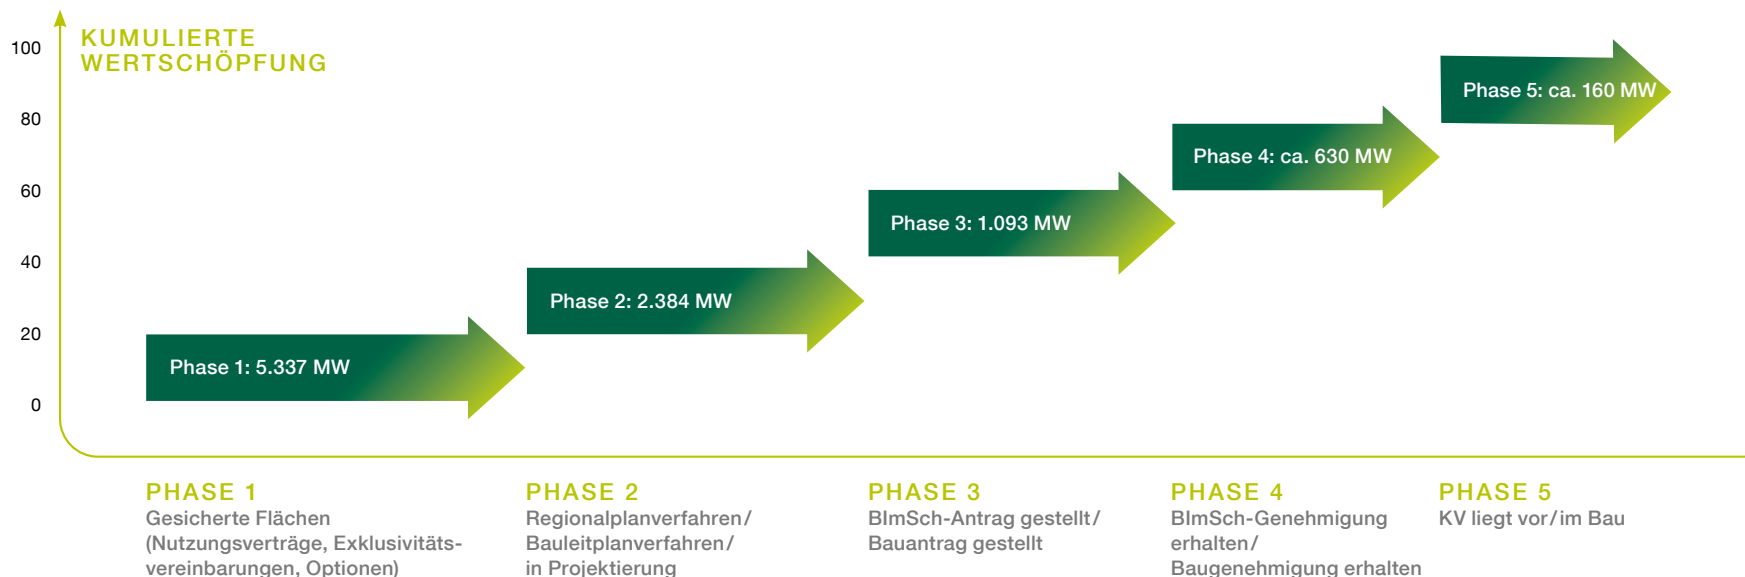 KUMULIERTE
WERTSCHÖPFUNG
100
80
60
40
20
0
Phase 1: 5.337 MW
Phase 2: 2.384 MW
Phase 3: 1.093 MW
Phase 4: ca. 630 MW
Phase 5: ca. 160 MW
PHASE 1
Gesicherte Flächen
(Nutzungsverträge, Exklusivitäts-
vereinbarungen, Optionen)
PHASE 2
Regionalplanverfahren/
Bauleitplanverfahren/
in Projektierung
PHASE 3
BImSch-Antrag gestellt/
Bauantrag gestellt
PHASE 4
BImSch-Genehmigung
erhalten/
Baugenehmigung erhalten
PHASE 5
KV liegt vor/im Bau